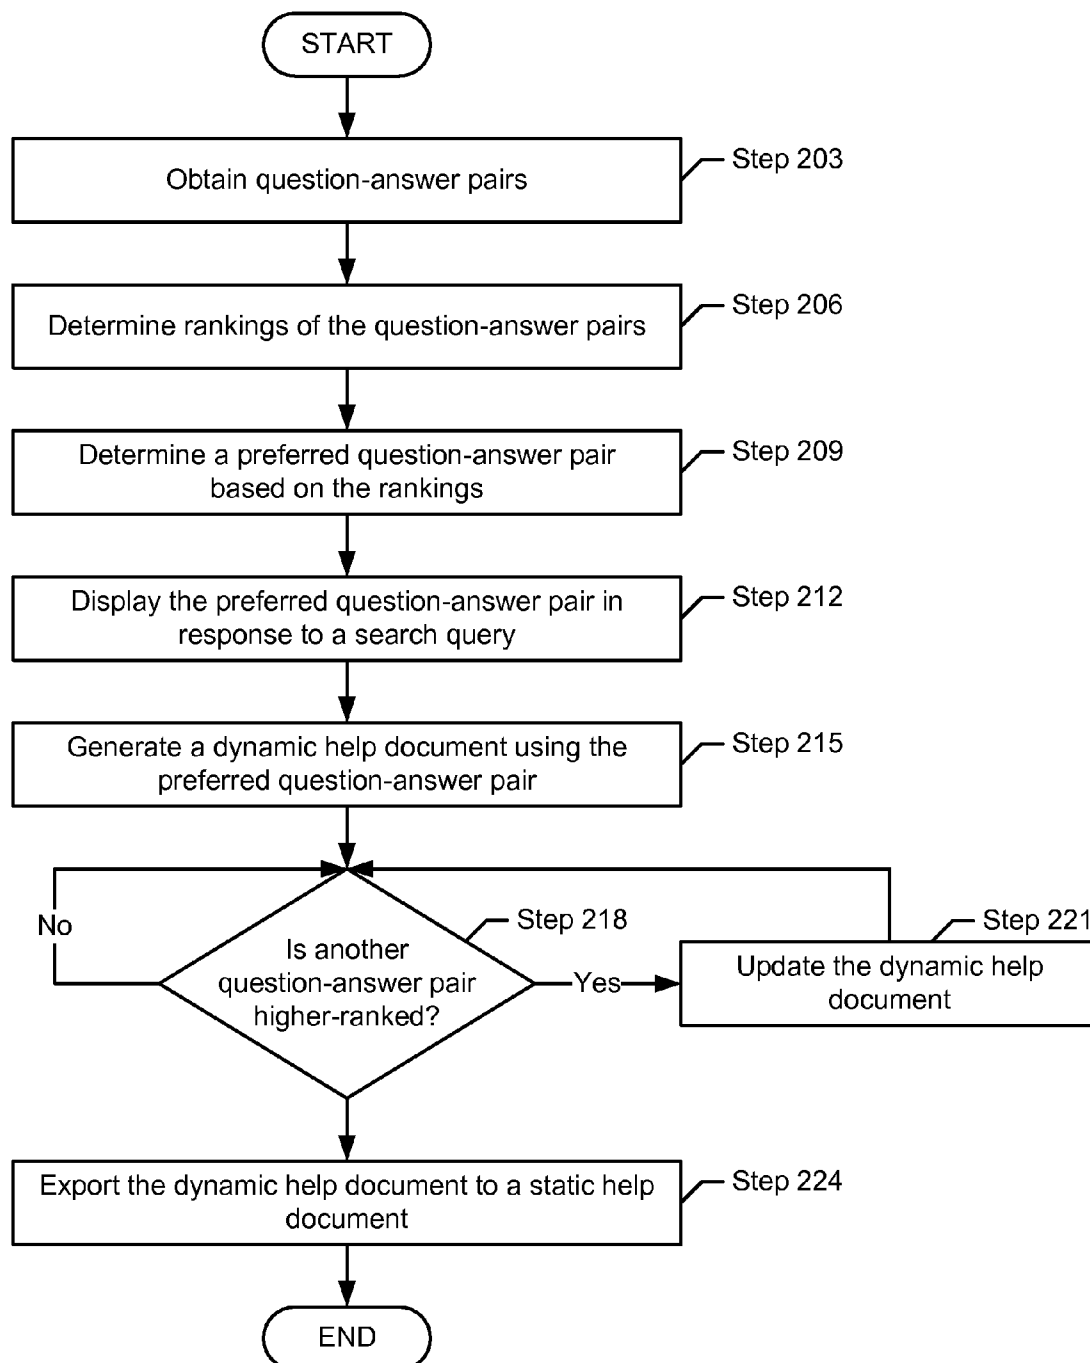 START
Obtain question-answer pairs
Step 203
Determine rankings of the question-answer pairs
Step 206
Determine a preferred question-answer pair
based on the rankings
Step 209
Display the preferred question-answer pair in
response to a search query
Step 212
Generate a dynamic help document using the
preferred question-answer pair
Step 215
No
Is another
question-answer pair
higher-ranked?
Step 218
Yes
Update the dynamic help
document
Step 221
Export the dynamic help document to a static help
document
Step 224
END